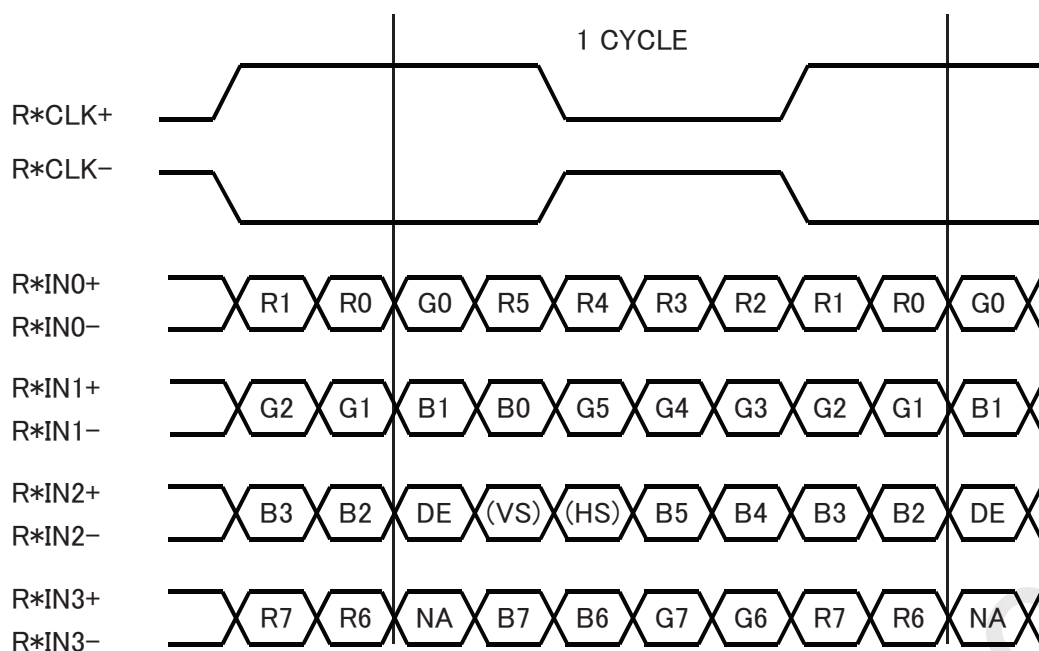 1 CYCLE
R*CLK+
R*CLK-
R*IN0+
R1 R0 G0 R5 R4 R3 R2 R1 R0 G0
R*IN0-
R*IN1+
G2 G1 B1 B0 G5 G4 G3 G2 G1 B1
R*IN1-
R*IN2+
B3 B2 DE (VS) (HS) B5 B4 B3 B2 DE
R*IN2-
R*IN3+
R7 R6 NA B7 B6 G7 G6 R7 R6 NA
R*IN3-